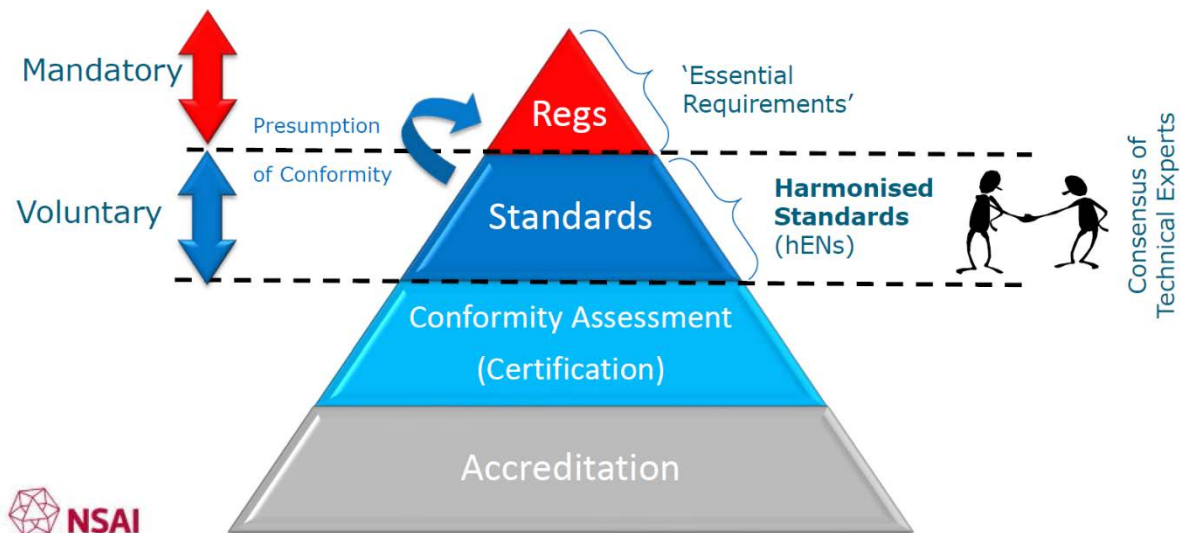 Mandatory
Presumption
of Conformity
Voluntary
Regs
Standards
Conformity Assessment
(Certification)
Accreditation
‘Essential
Requirements’
Harmonised
Standards
(hENs)
Consensus of
Technical Experts
NSAI